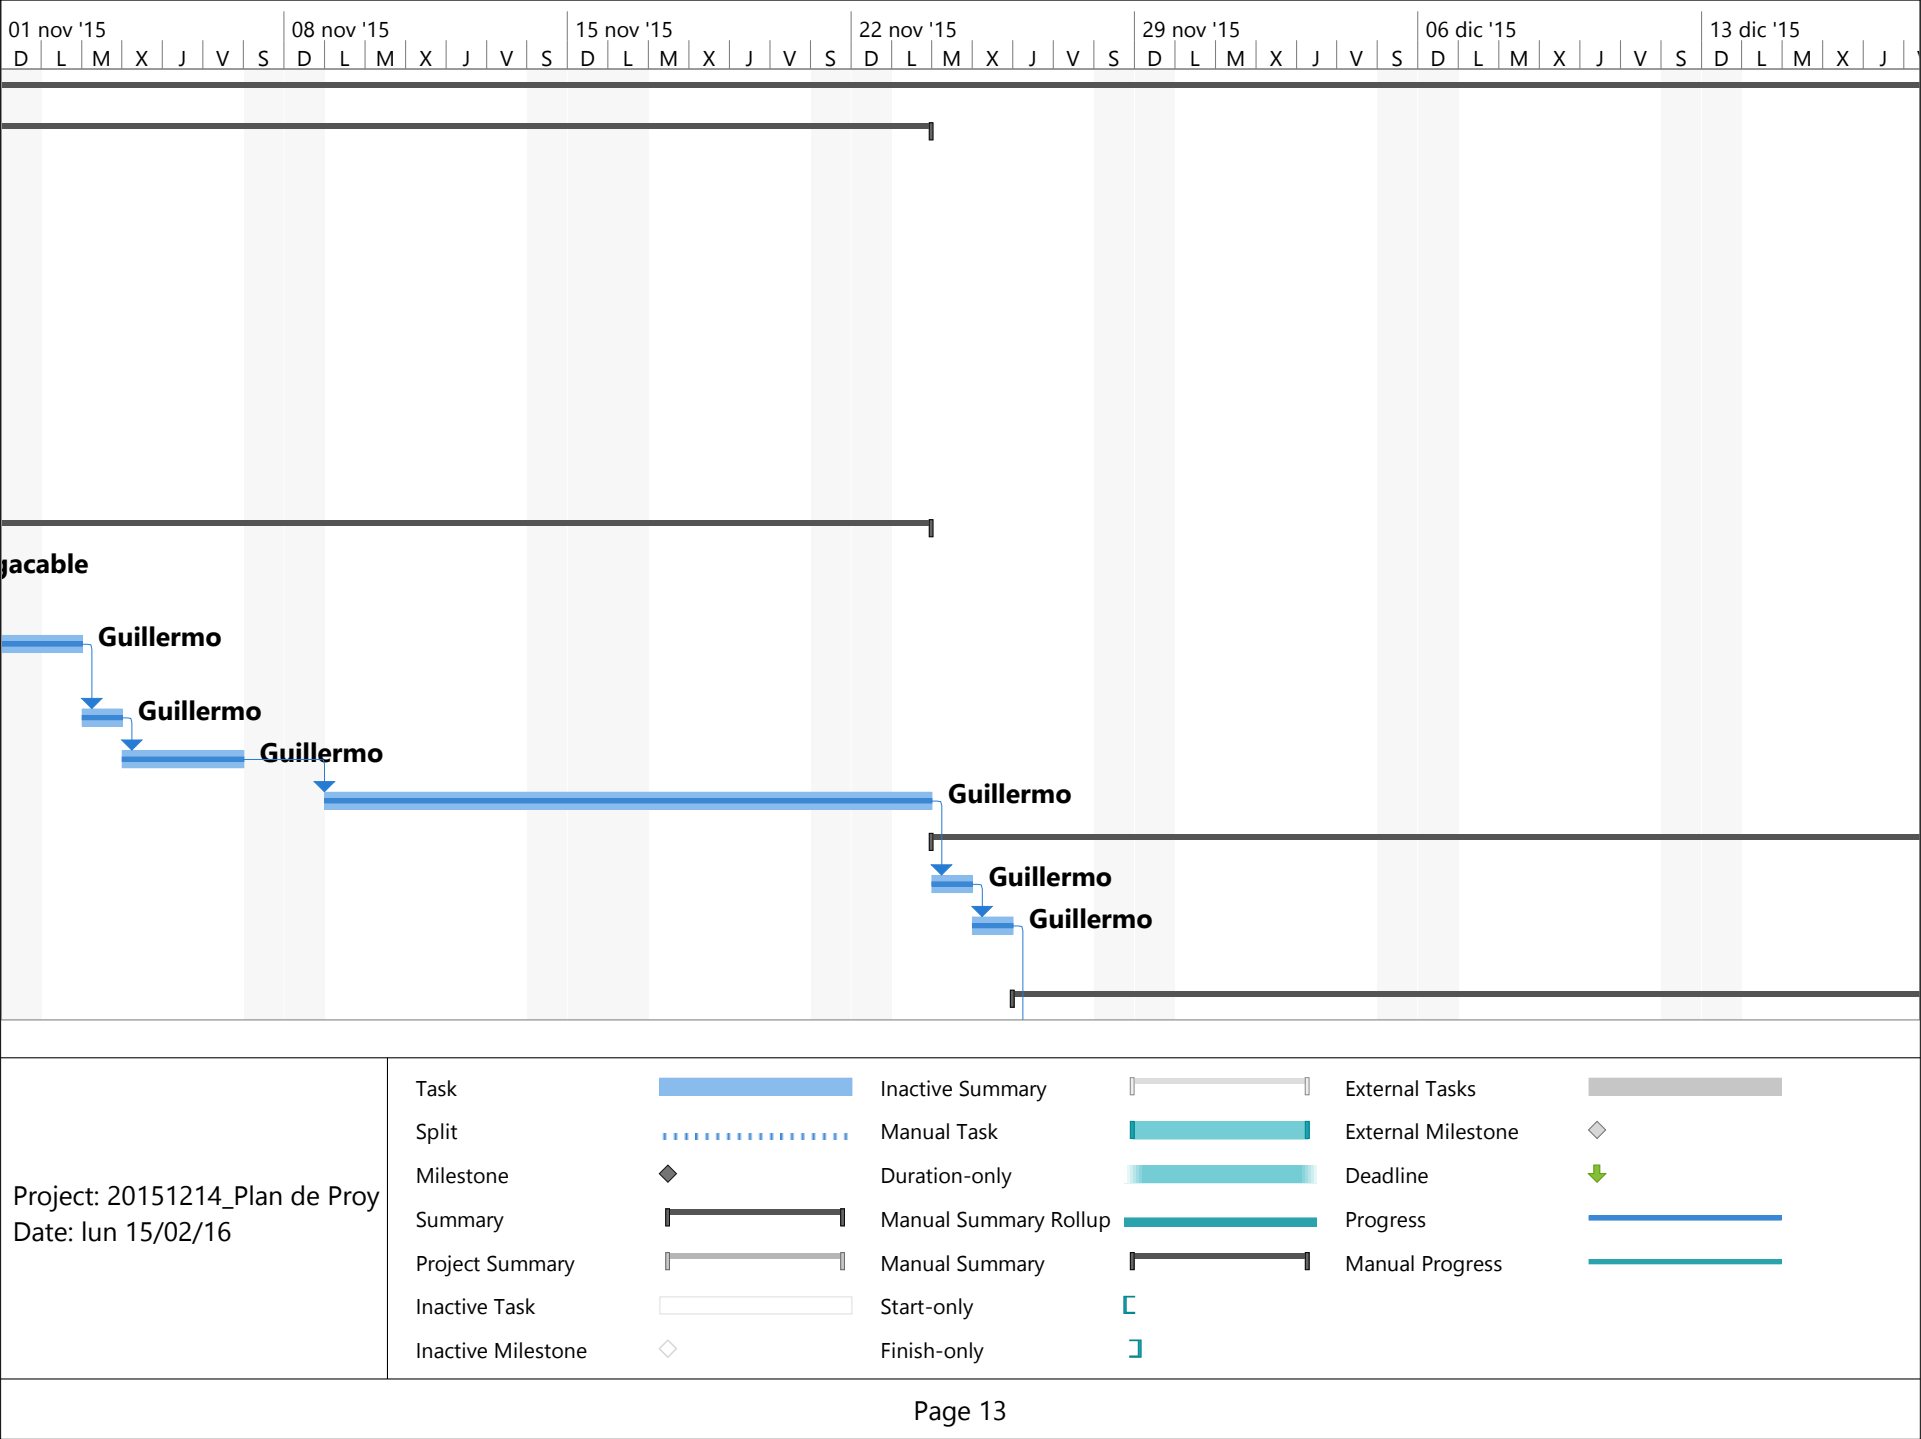 01 nov '15 08 nov '15 15 nov '15 22 nov '15 29 nov '15 06 dic '15 13 dic '15
D L M X J V S D L M X J V S D L M X J V S D L M X J V S D L M X J V S D L M X J V S D L M X J
Guillermo
Guillermo
Guillermo
Guillermo
Guillermo
Guillermo
Project: 20151214_Plan de Proy
Date: lun 15/02/16
Task
Split
Milestone
Summary
Project Summary
Inactive Task
Inactive Milestone
Inactive Summary
Manual Task
Duration-only
Manual Summary Rollup
Manual Summary
Start-only
Finish-only
External Tasks
External Milestone
Deadline
Progress
Manual Progress
Page 13